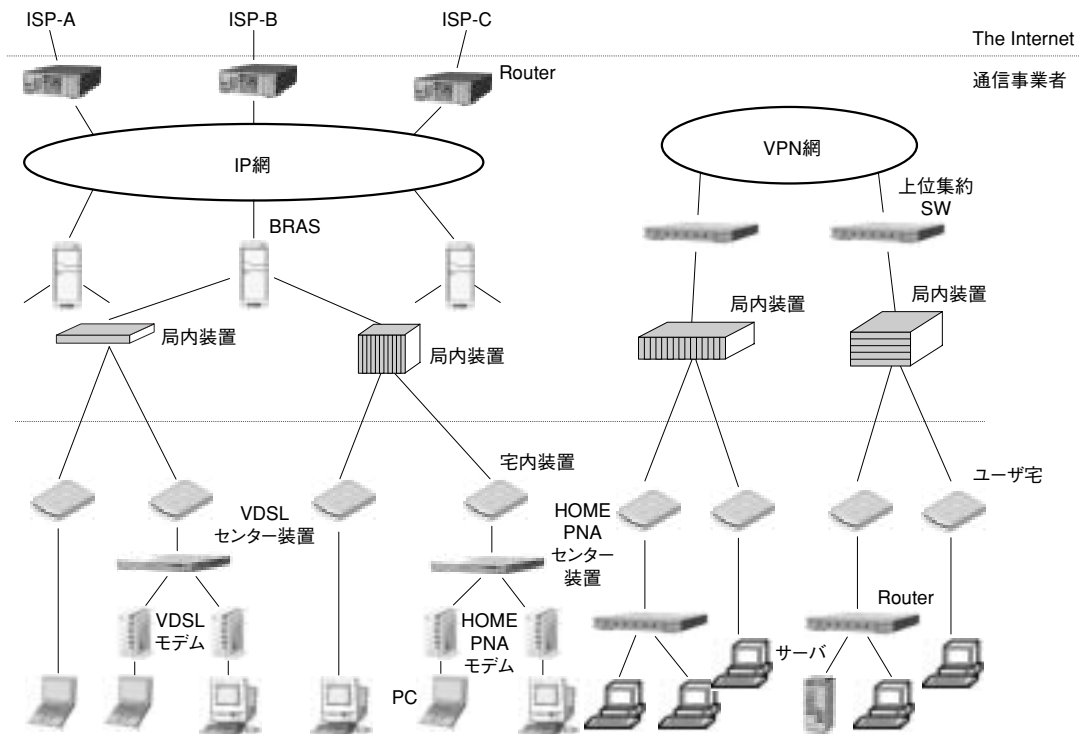 ISP-A
ISP-B
ISP-C
The Internet
Router
通信事業者
IP網
VPN網
上位集約
SW
BRAS
局内装置
局内装置
局内装置
局内装置
宅内装置
ユーザ宅
VDSL
センター装置
HOME
PNA
センター
装置
VDSL
モデム
HOME
PNA
モデム
Router
サーバ
PC